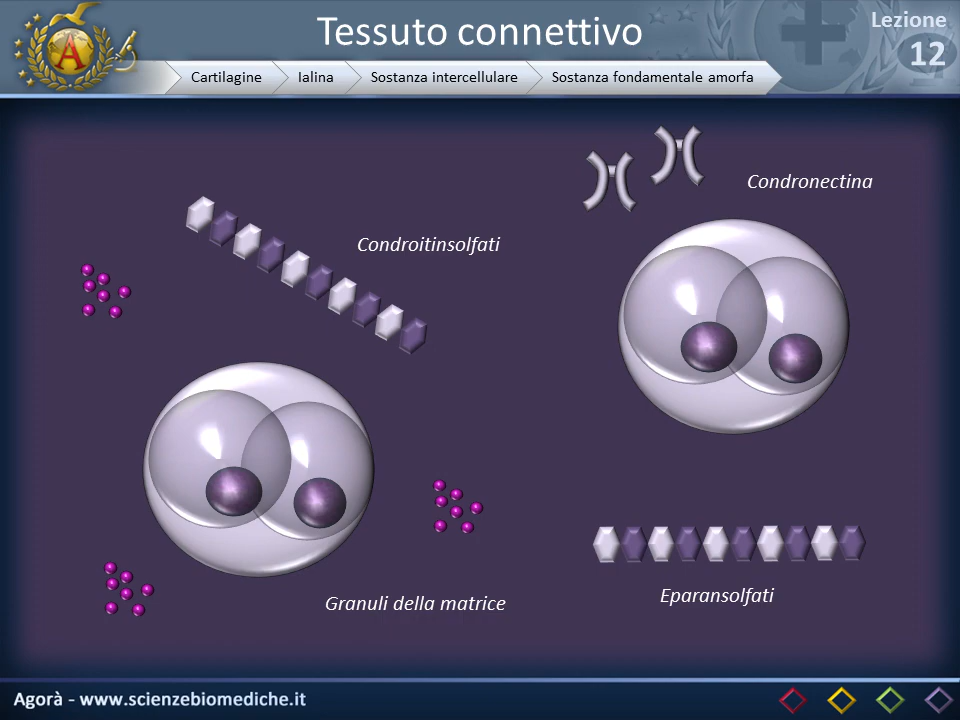 Tessuto connettivo
Lezione
12
Cartilagine
Ialina
Sostanza intercellulare
Sostanza fondamentale amorfa
Condronectina
Condroitinsolfati
Granuli della matrice
Eparansolfati
Agorà - www.scienzebiomediche.it
A